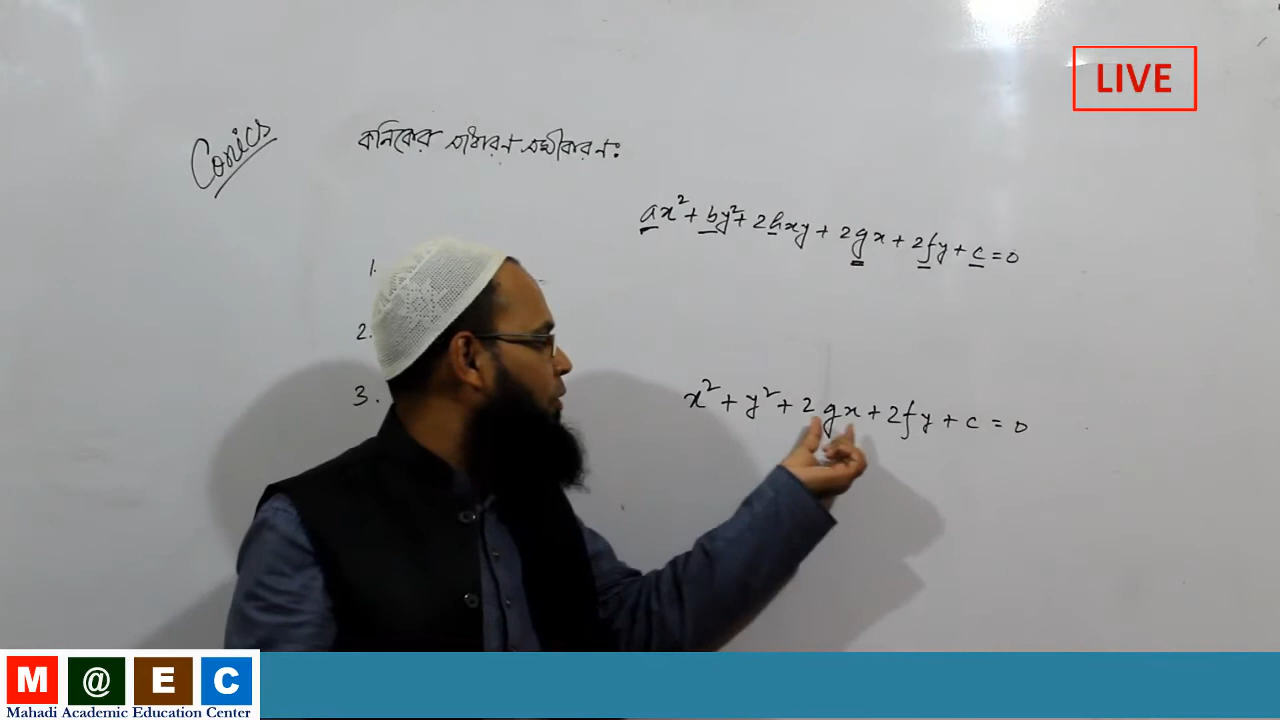 LIVE
Conics
কনিকের সাধারণ সমীকরণঃ
ax² + by² + 2hxy + 2gx + 2fy + c = 0
1.
2.
3.
x² + y² + 2gx + 2fy + c = 0
M @ E C
Mahadi Academic Education Center